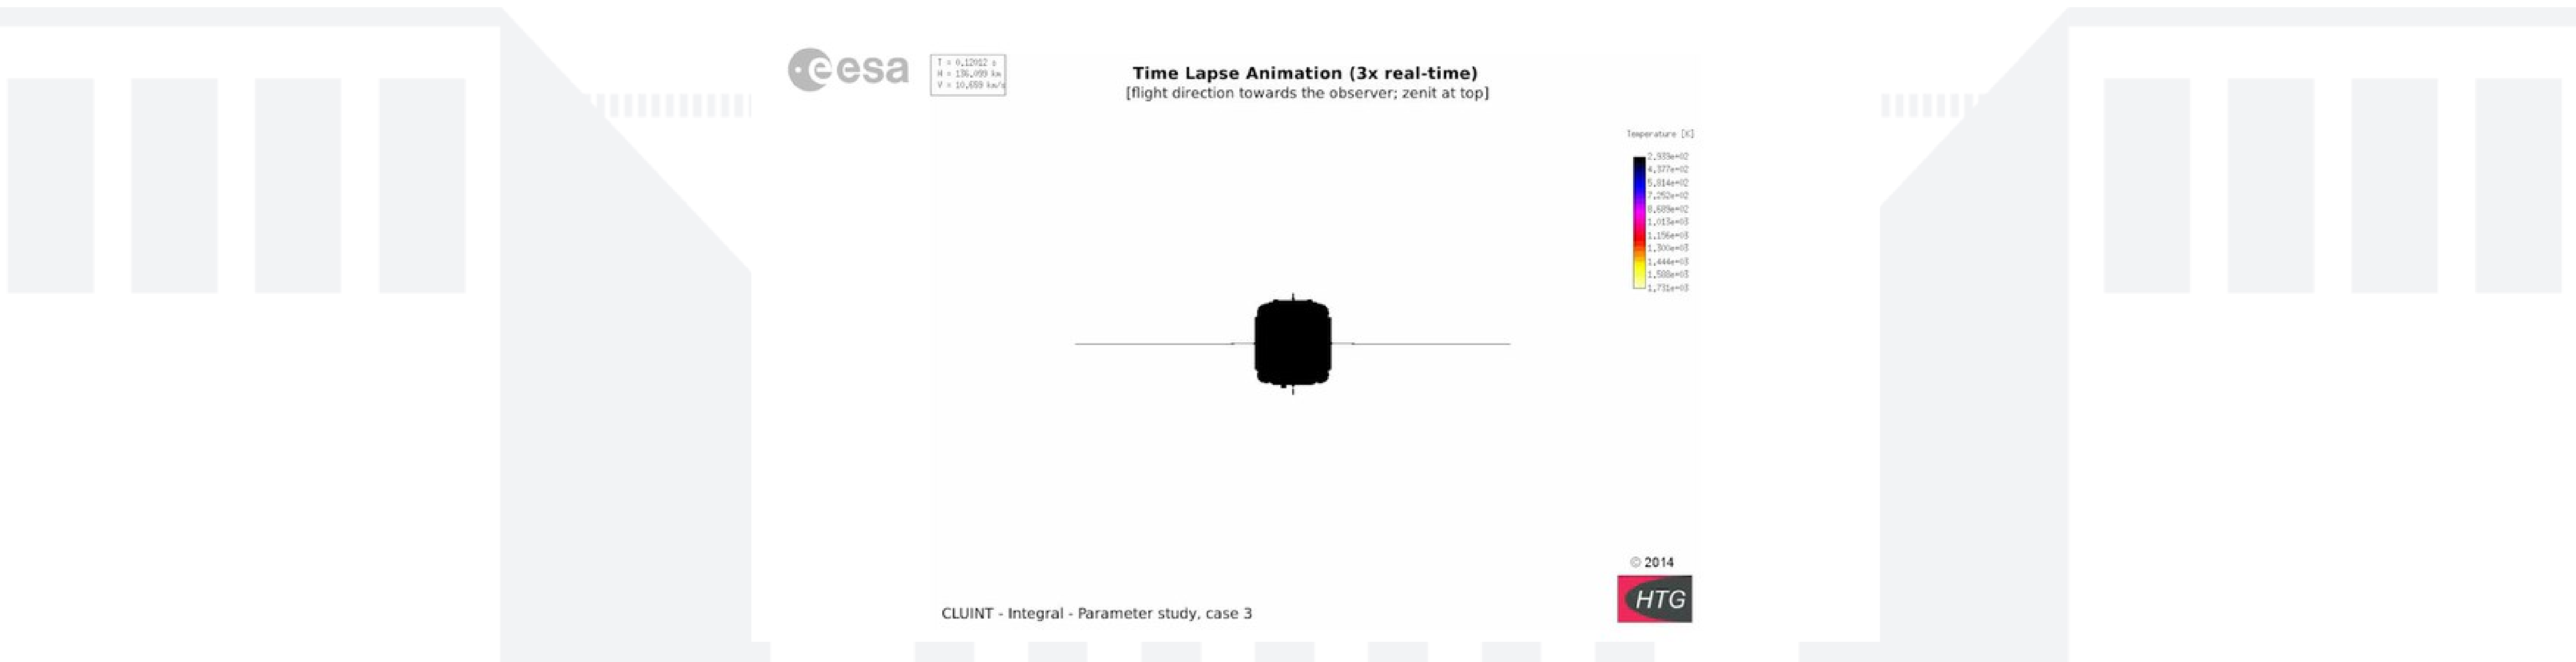 esa
T = 0.12012 s
H = 136.099 km
V = 10.659 km/s
Time Lapse Animation (3x real-time)
[flight direction towards the observer; zenit at top]
Temperature [K]
2.939e+02
4.377e+02
5.814e+02
7.252e+02
8.689e+02
1.013e+03
1.156e+03
1.300e+03
1.444e+03
1.588e+03
1.731e+03
© 2014
HTG
CLUINT - Integral - Parameter study, case 3